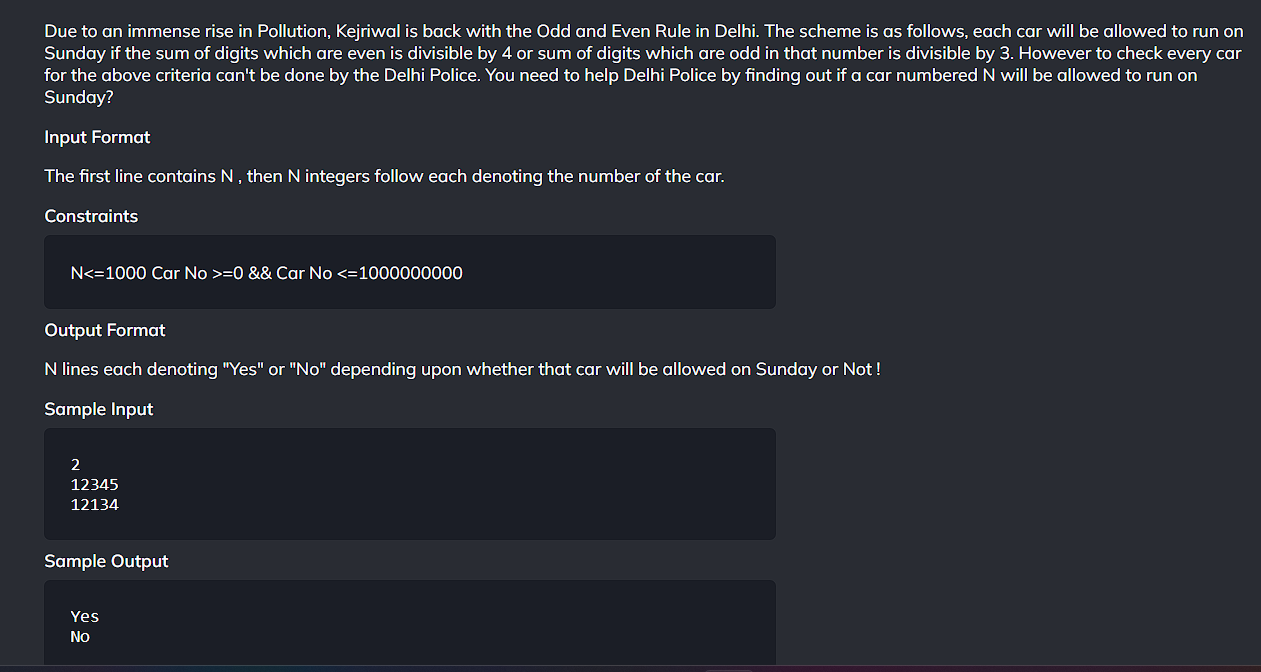 Due to an immense rise in Pollution, Kejriwal is back with the Odd and Even Rule in Delhi. The scheme is as follows, each car will be allowed to run on
Sunday if the sum of digits which are even is divisible by 4 or sum of digits which are odd in that number is divisible by 3. However to check every car
for the above criteria can't be done by the Delhi Police. You need to help Delhi Police by finding out if a car numbered N will be allowed to run on
Sunday?
Input Format
The first line contains N , then N integers follow each denoting the number of the car.
Constraints
N<=1000 Car No >=0 && Car No <=1000000000
Output Format
N lines each denoting "Yes" or "No" depending upon whether that car will be allowed on Sunday or Not !
Sample Input
2
12345
12134
Sample Output
Yes
No